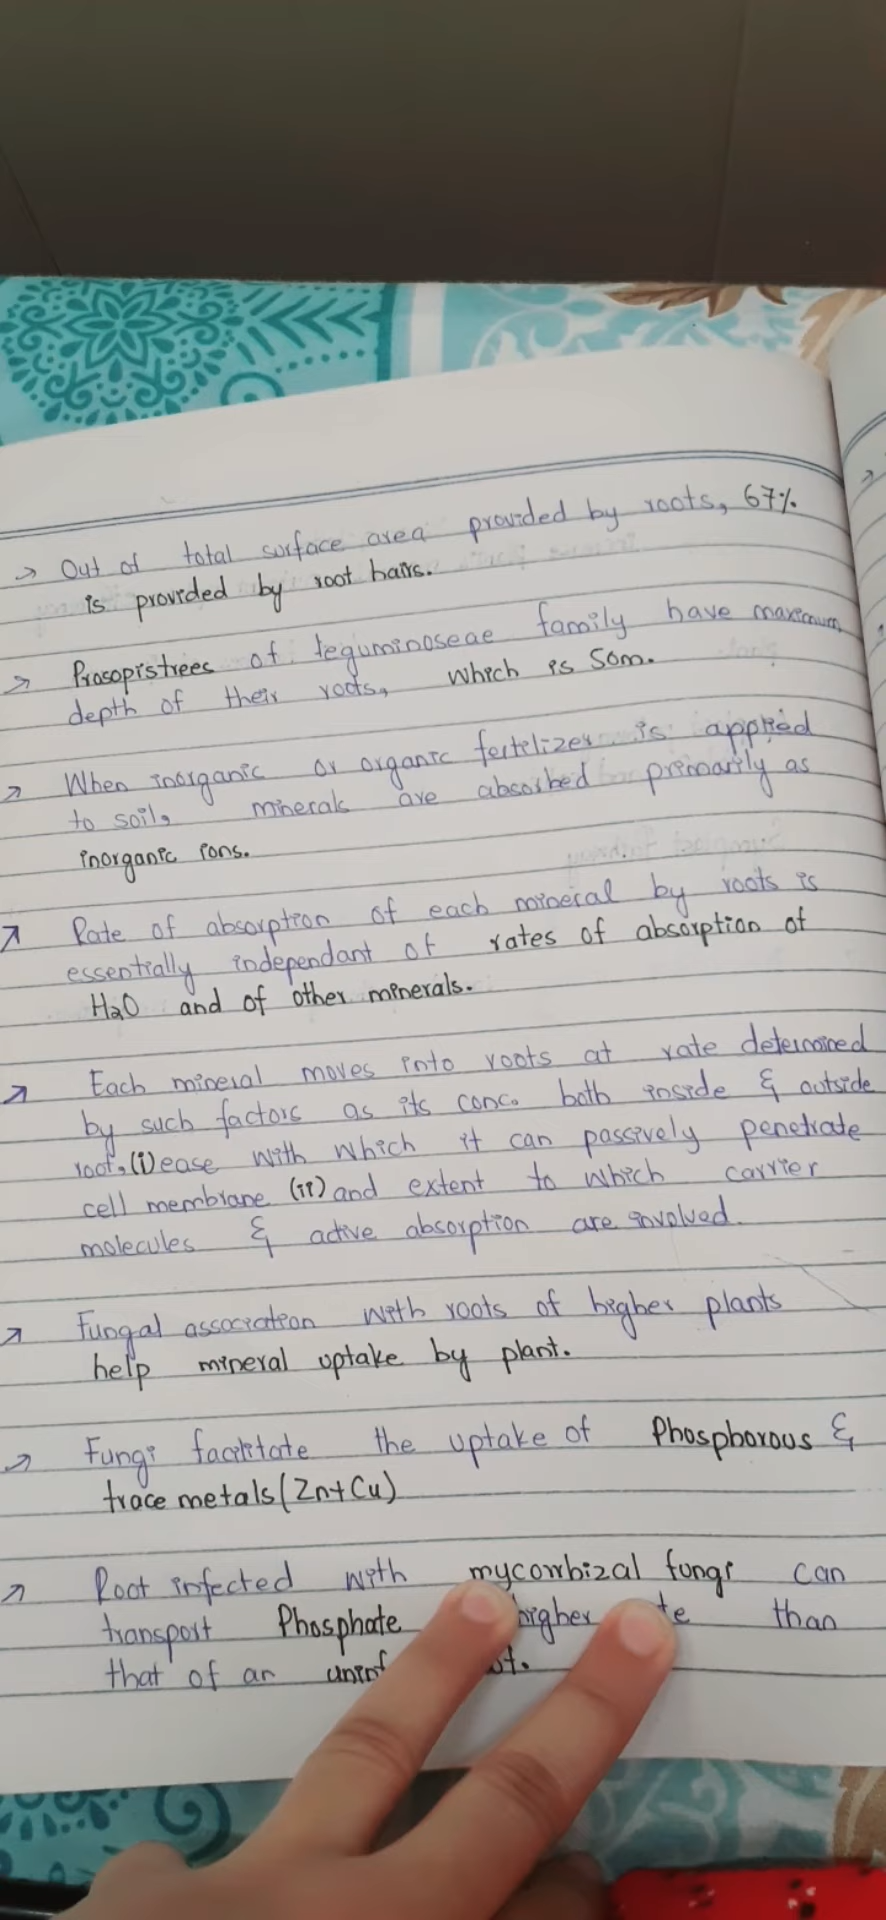 → Out of total surface area provided by roots, 67%
is provided by root hairs.
→ Prosopistrees of leguminoseae family have maximum
depth of their roots, which is 50m.
→ When inorganic or organic fertelizer is applied
to soil, minerals are absorbed primarily as
inorganic ions.
→ Rate of absorption of each mineral by roots is
essentially independant of rates of absorption of
H2O and of other minerals.
→ Each mineral moves into roots at rate determined
by such factors as its conc. both inside & outside
root, (i) ease with which it can passively penetrate
cell membrane (ii) and extent to which carrier
molecules & active absorption are involved.
→ Fungal association with roots of higher plants
help mineral uptake by plant.
→ Fungi facilitate the uptake of Phosphorous &
trace metals (Zn+Cu)
→ Root infected with mycorrhizal fungi can
transport Phosphate higher than
that of an